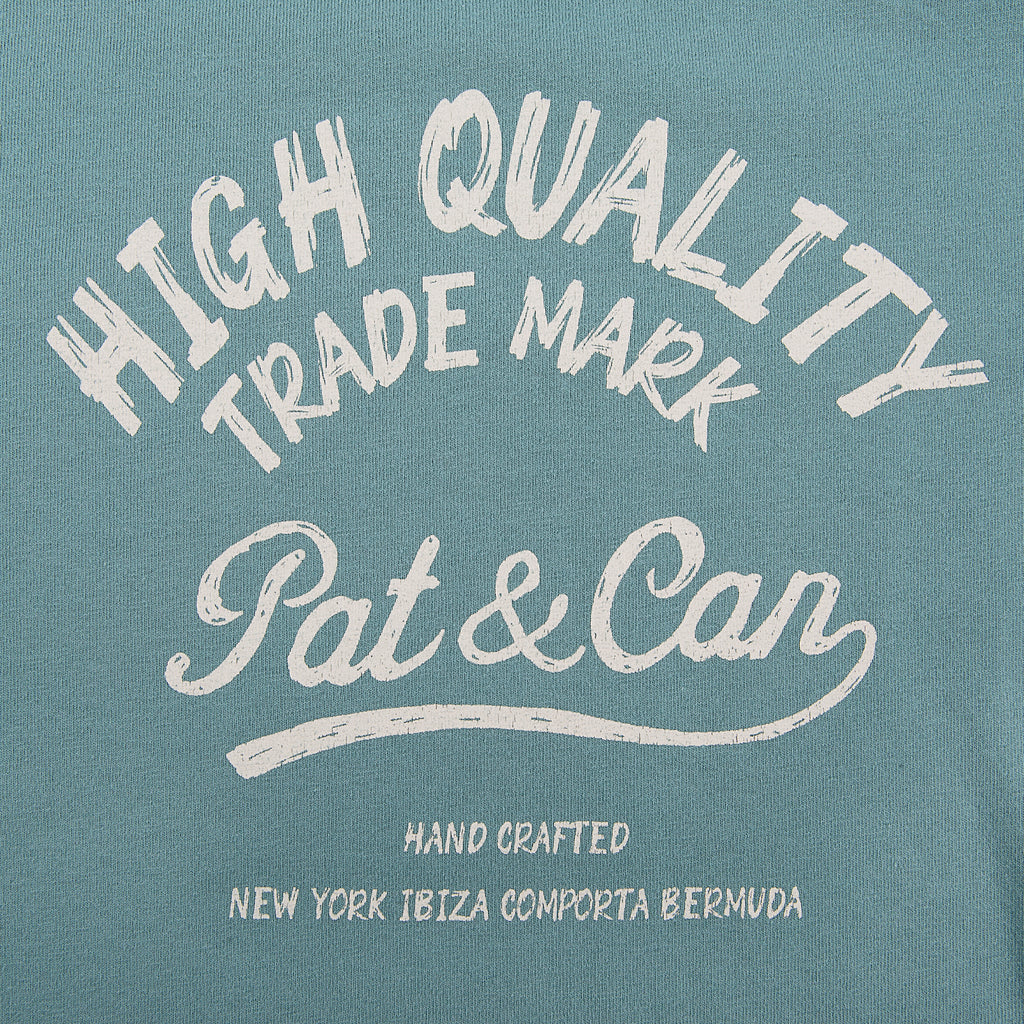 HIGH QUALITY
TRADE MARK
Pat & Can
HAND CRAFTED
NEW YORK IBIZA COMPORTA BERMUDA